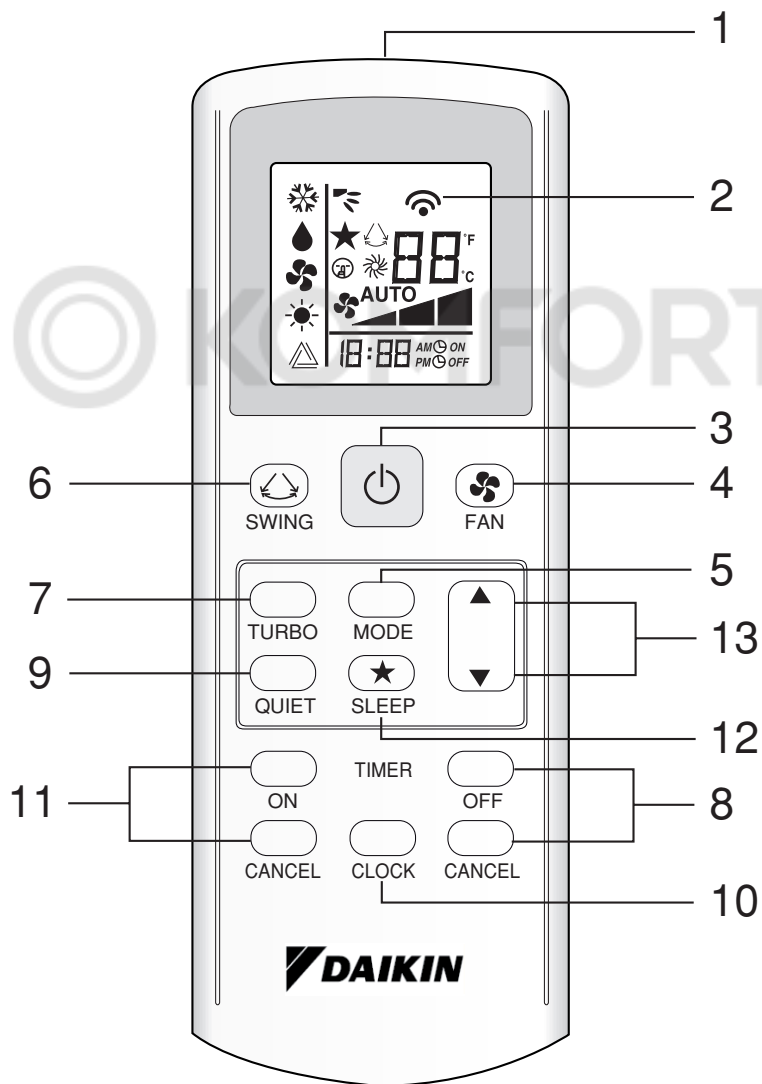 1
2
°F
88
°C
AUTO
KOMFORT
18:88 AM ON
PM OFF
3
6
4
SWING
FAN
5
7
TURBO
MODE
13
9
QUIET
SLEEP
12
TIMER
11
ON
OFF
8
CANCEL
CLOCK
CANCEL
10
DAIKIN